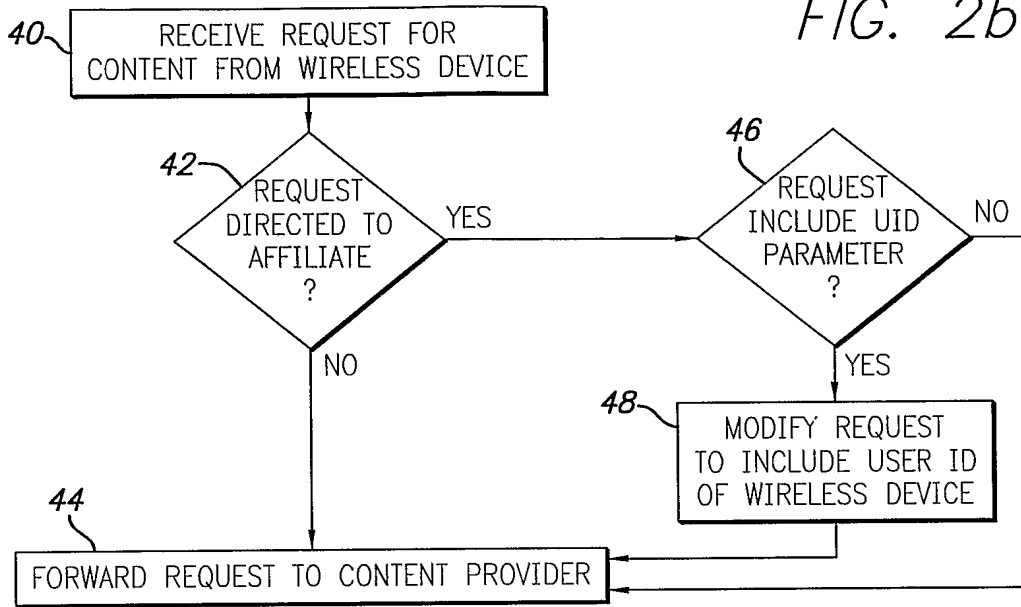 FIG. 2b
40
RECEIVE REQUEST FOR
CONTENT FROM WIRELESS DEVICE
42
REQUEST
DIRECTED TO
AFFILIATE
?
YES
NO
46
REQUEST
INCLUDE UID
PARAMETER
?
NO
YES
48
MODIFY REQUEST
TO INCLUDE USER ID
OF WIRELESS DEVICE
44
FORWARD REQUEST TO CONTENT PROVIDER